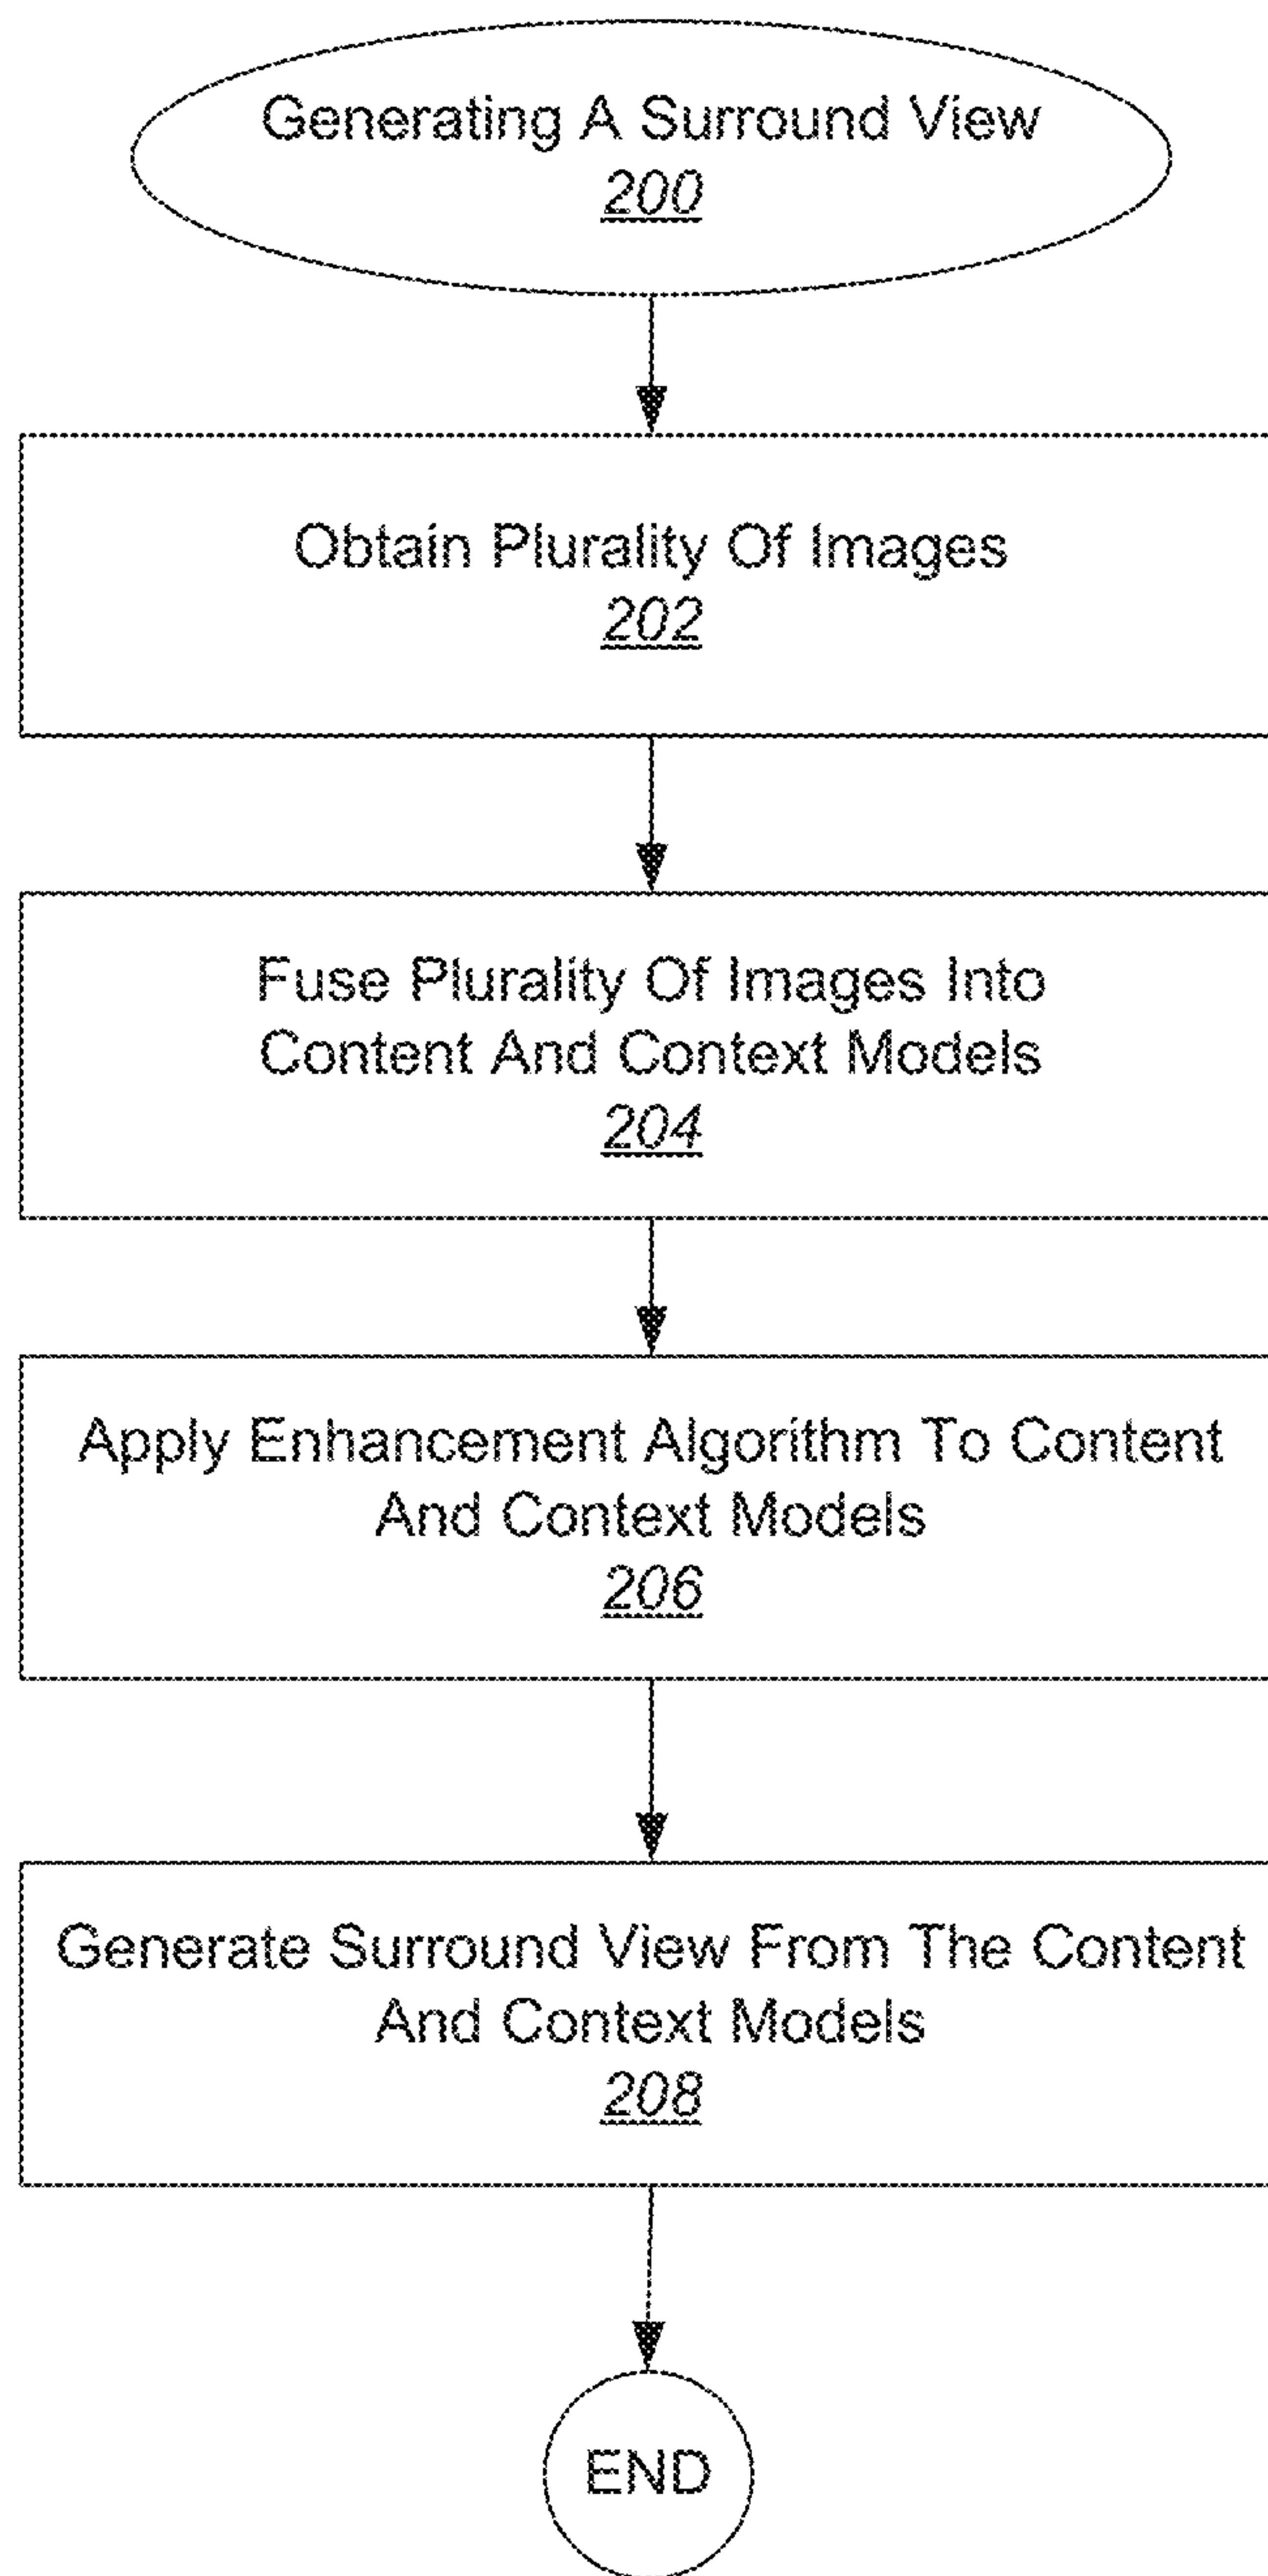 Generating A Surround View
200
Obtain Plurality Of Images
202
Fuse Plurality Of Images Into
Content And Context Models
204
Apply Enhancement Algorithm To Content
And Context Models
206
Generate Surround View From The Content
And Context Models
208
END